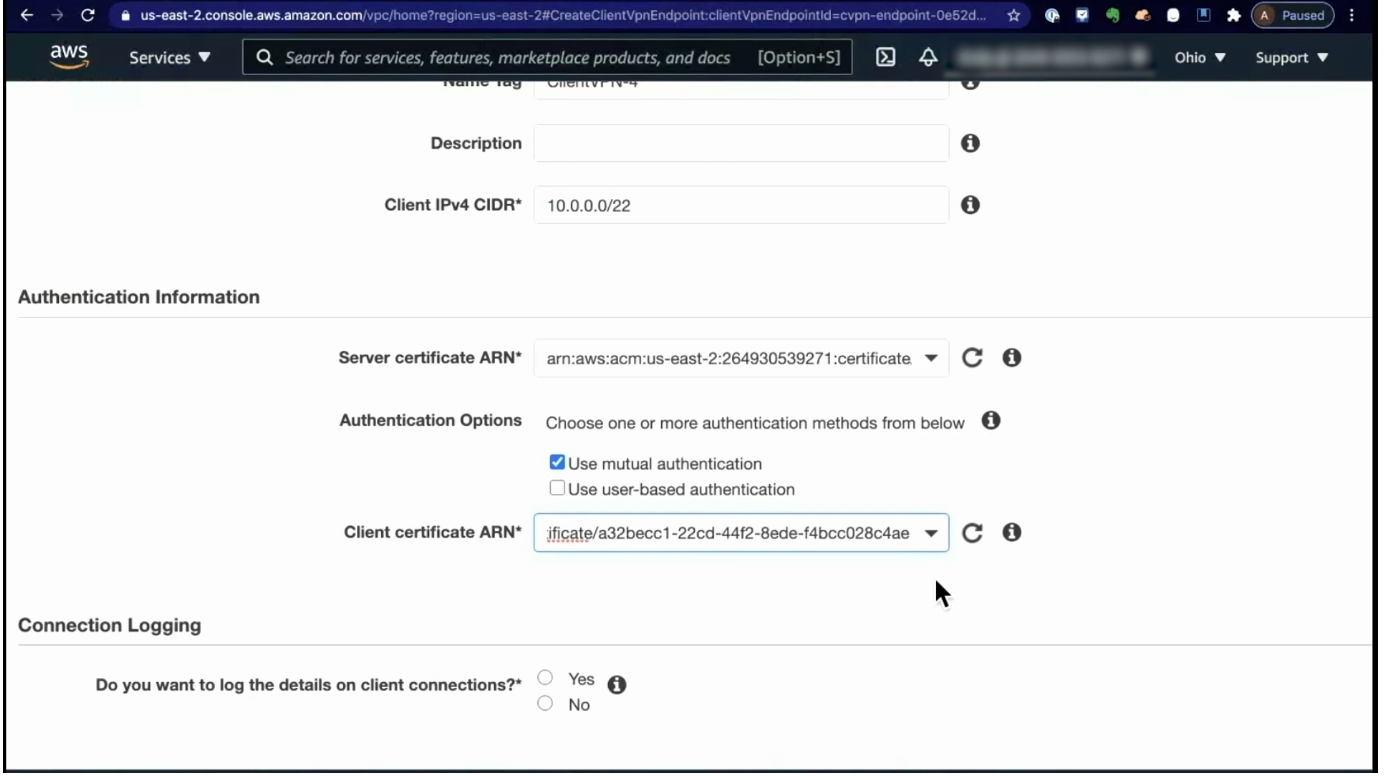 us-east-2.console.aws.amazon.com/vpc/home?region=us-east-2#CreateClientVpnEndpoint:clientVpnEndpointId=cvpn-endpoint-0e52d...
A Paused
aws Services Search for services, features, marketplace products, and docs [Option+S] Ohio Support
Name Tag ClientVPN-4
Description
Client IPv4 CIDR* 10.0.0.0/22
Authentication Information
Server certificate ARN* arn:aws:acm:us-east-2:264930539271:certificate
Authentication Options Choose one or more authentication methods from below
Use mutual authentication
Use user-based authentication
Client certificate ARN* ificate/a32becc1-22cd-44f2-8ede-f4bcc028c4ae
Connection Logging
Do you want to log the details on client connections?* Yes
No